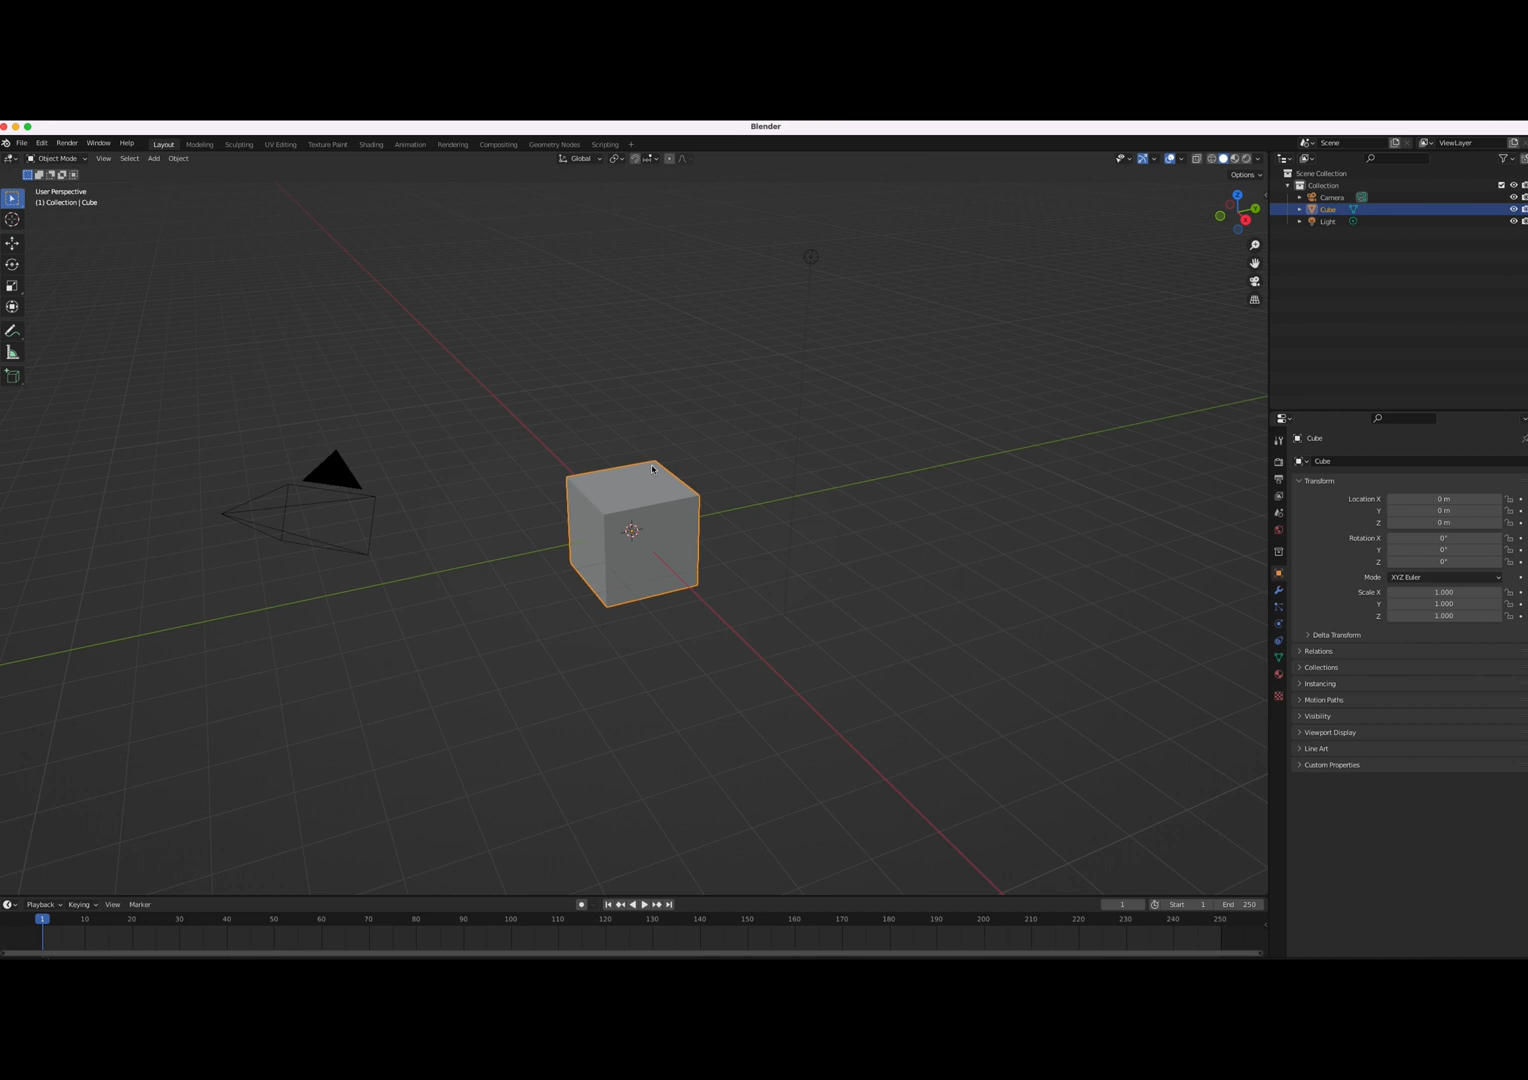 Blender
File Edit Render Window Help Layout Modeling Sculpting UV Editing Texture Paint Shading Animation Rendering Compositing Geometry Nodes Scripting + Scene ViewLayer
Object Mode View Select Add Object Global
Options
User Perspective
(1) Collection | Cube
Z
Y
X
Scene Collection
Collection
Camera
Cube
Light
Cube
Cube
Transform
Location X 0 m
Y 0 m
Z 0 m
Rotation X 0°
Y 0°
Z 0°
Mode XYZ Euler
Scale X 1.000
Y 1.000
Z 1.000
Delta Transform
Relations
Collections
Instancing
Motion Paths
Visibility
Viewport Display
Line Art
Custom Properties
Playback Keying View Marker 1 Start 1 End 250
1 10 20 30 40 50 60 70 80 90 100 110 120 130 140 150 160 170 180 190 200 210 220 230 240 250